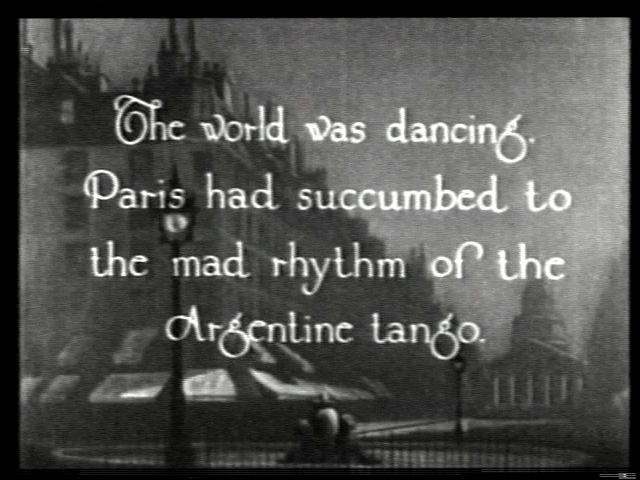 The world was dancing.
Paris had succumbed to
the mad rhythm of the
Argentine tango.